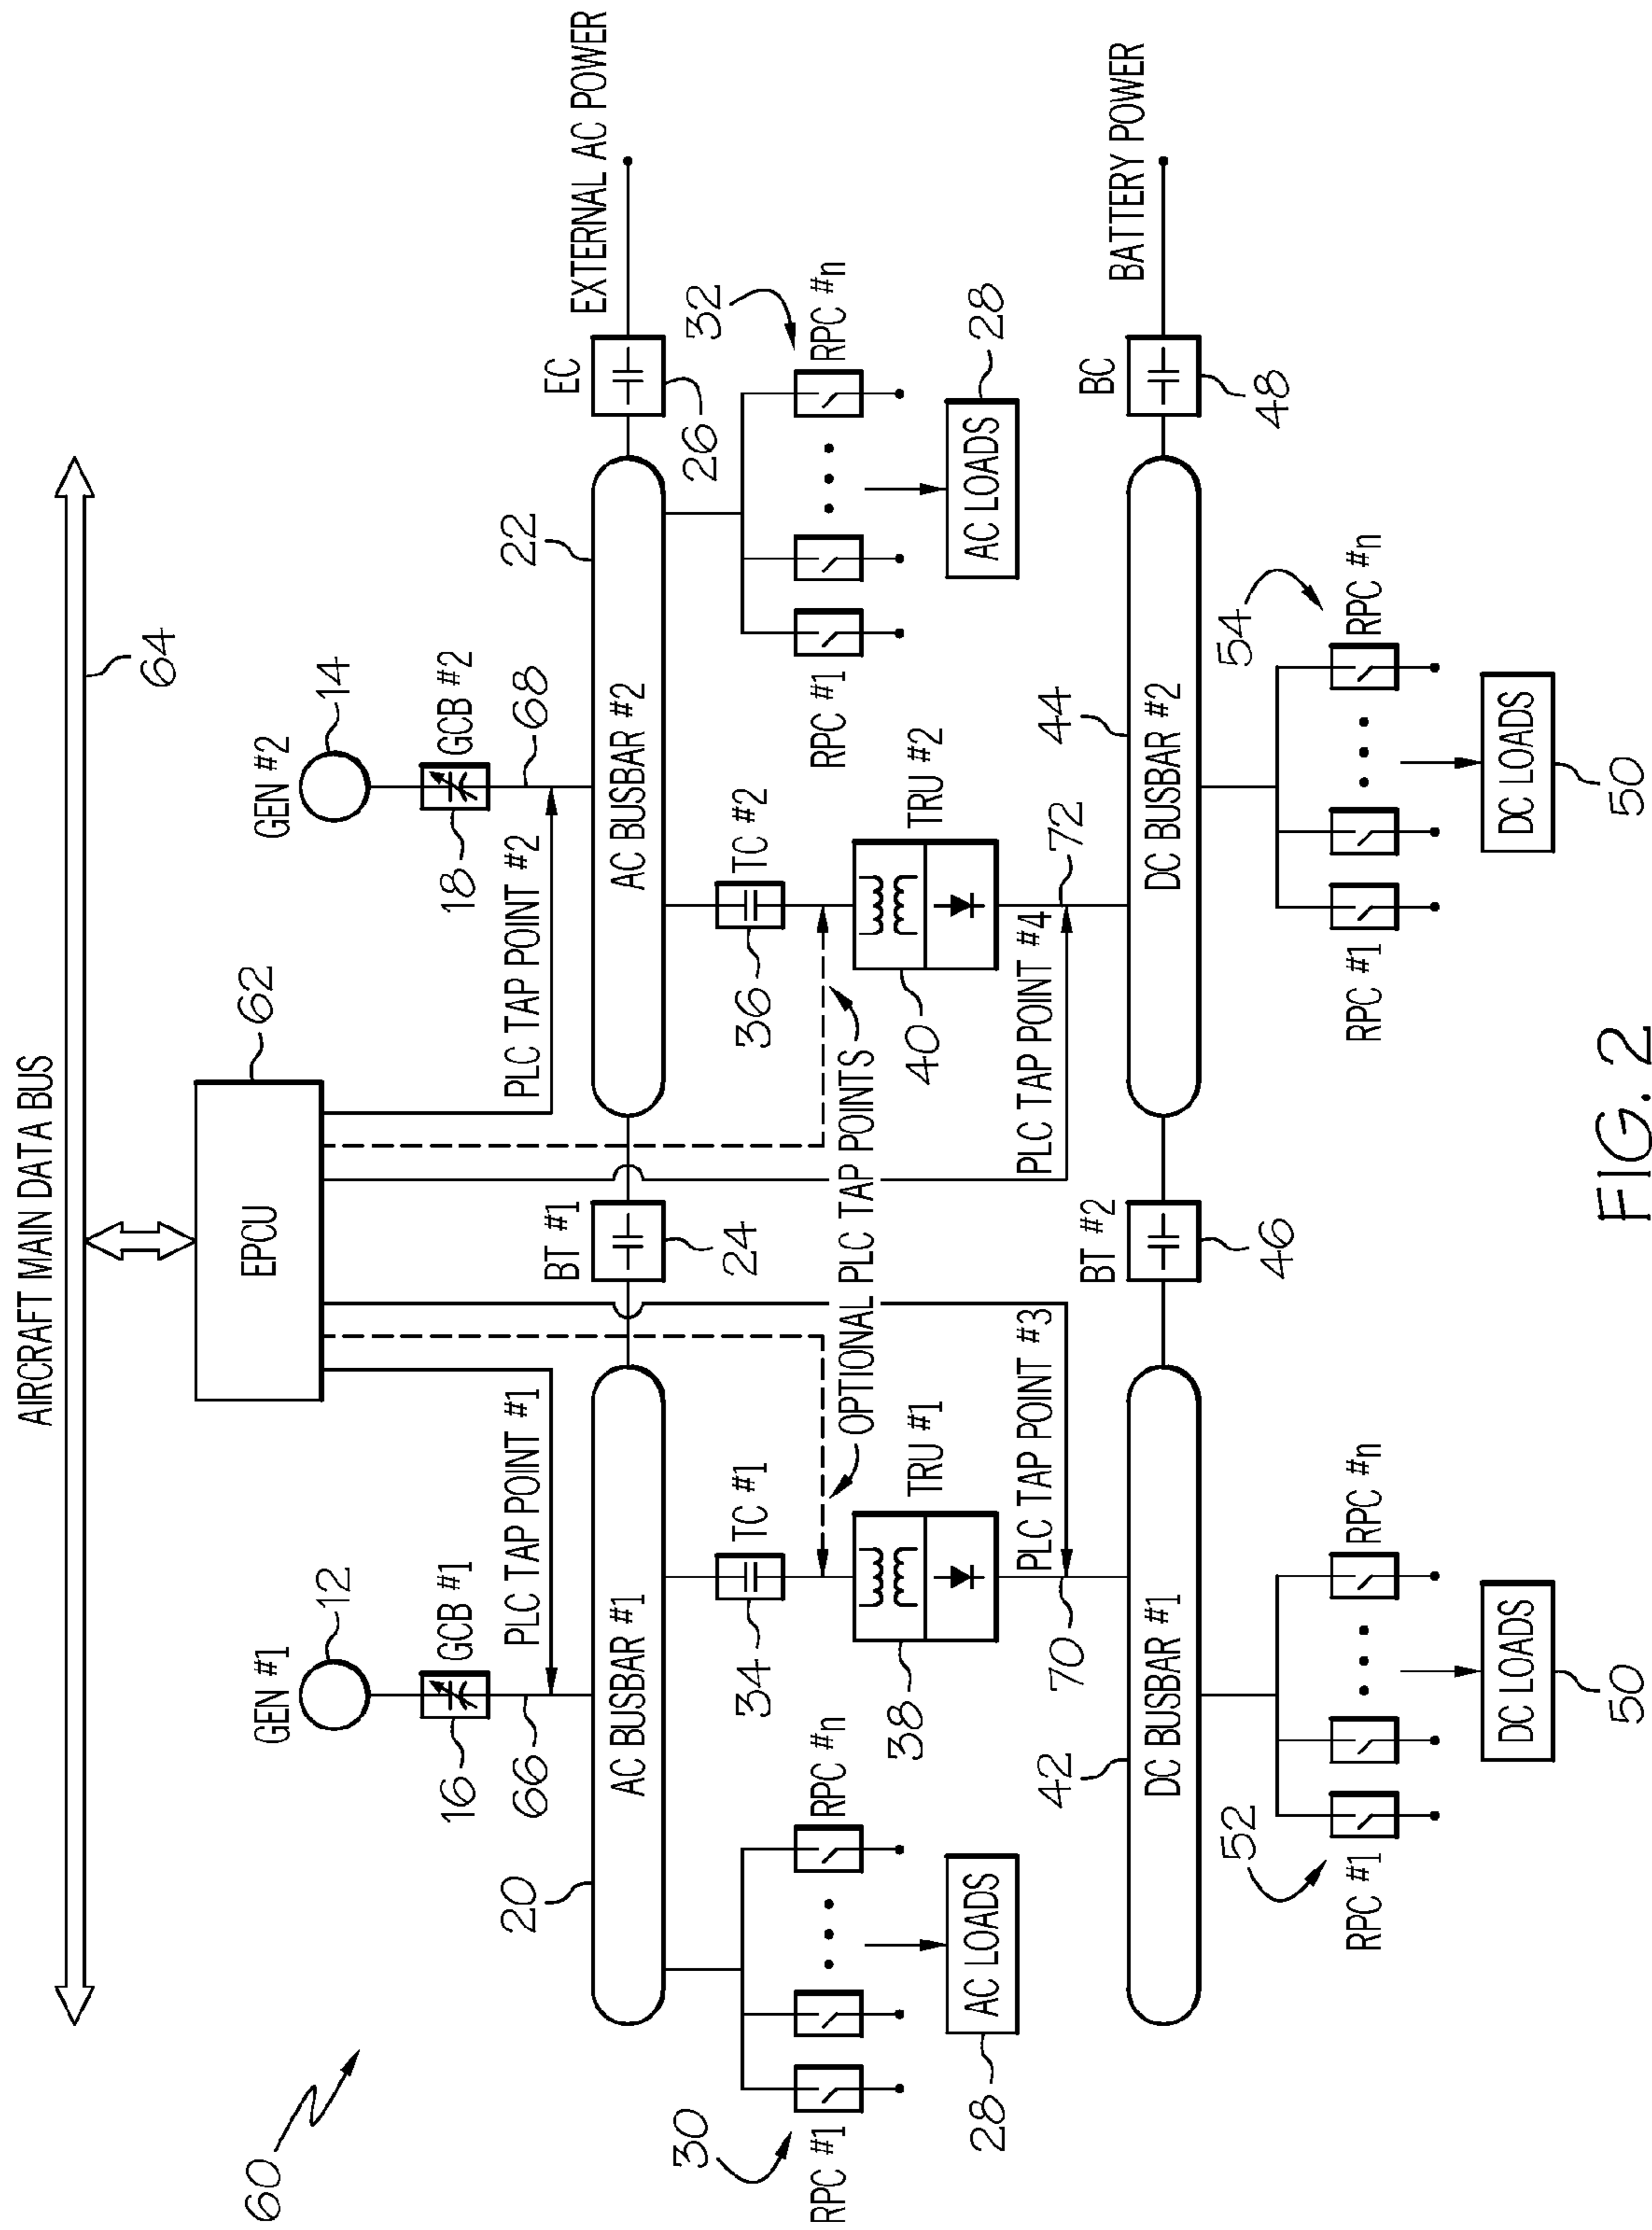 AIRCRAFT MAIN DATA BUS
64
60
EPCU
62
GEN #1
12
GEN #2
14
16
GCB #1
18
GCB #2
66
PLC TAP POINT #1
PLC TAP POINT #2
68
20
22
BT #1
EC
EXTERNAL AC POWER
AC BUSBAR #1
AC BUSBAR #2
24
26
30
32
34
TC #1
36
TC #2
RPC #1
RPC #n
OPTIONAL PLC TAP POINTS
RPC #1
RPC #n
38
TRU #1
40
TRU #2
28
AC LOADS
AC LOADS
28
70
PLC TAP POINT #3
PLC TAP POINT #4
72
42
44
BT #2
BC
BATTERY POWER
DC BUSBAR #1
DC BUSBAR #2
46
48
52
54
RPC #1
RPC #n
RPC #1
RPC #n
DC LOADS
DC LOADS
50
50
FIG. 2